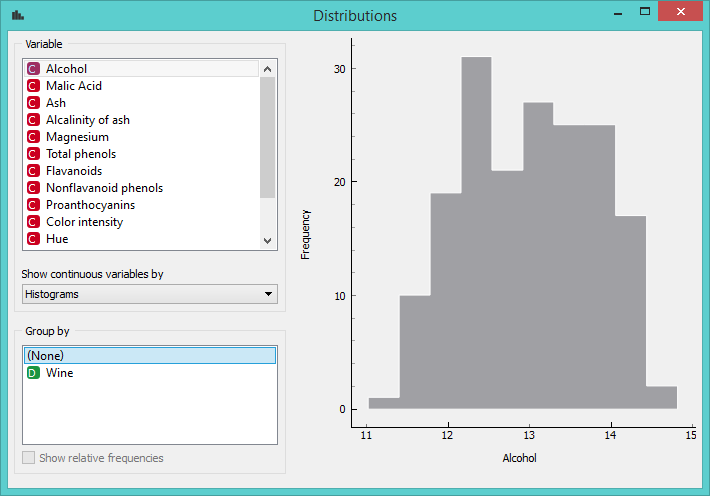 Distributions
Variable
C Alcohol
C Malic Acid
C Ash
C Alcalinity of ash
C Magnesium
C Total phenols
C Flavanoids
C Nonflavanoid phenols
C Proanthocyanins
C Color intensity
C Hue
Show continuous variables by
Histograms
Group by
(None)
D Wine
Show relative frequencies
Frequency
30
20
10
0
11 12 13 14 15
Alcohol